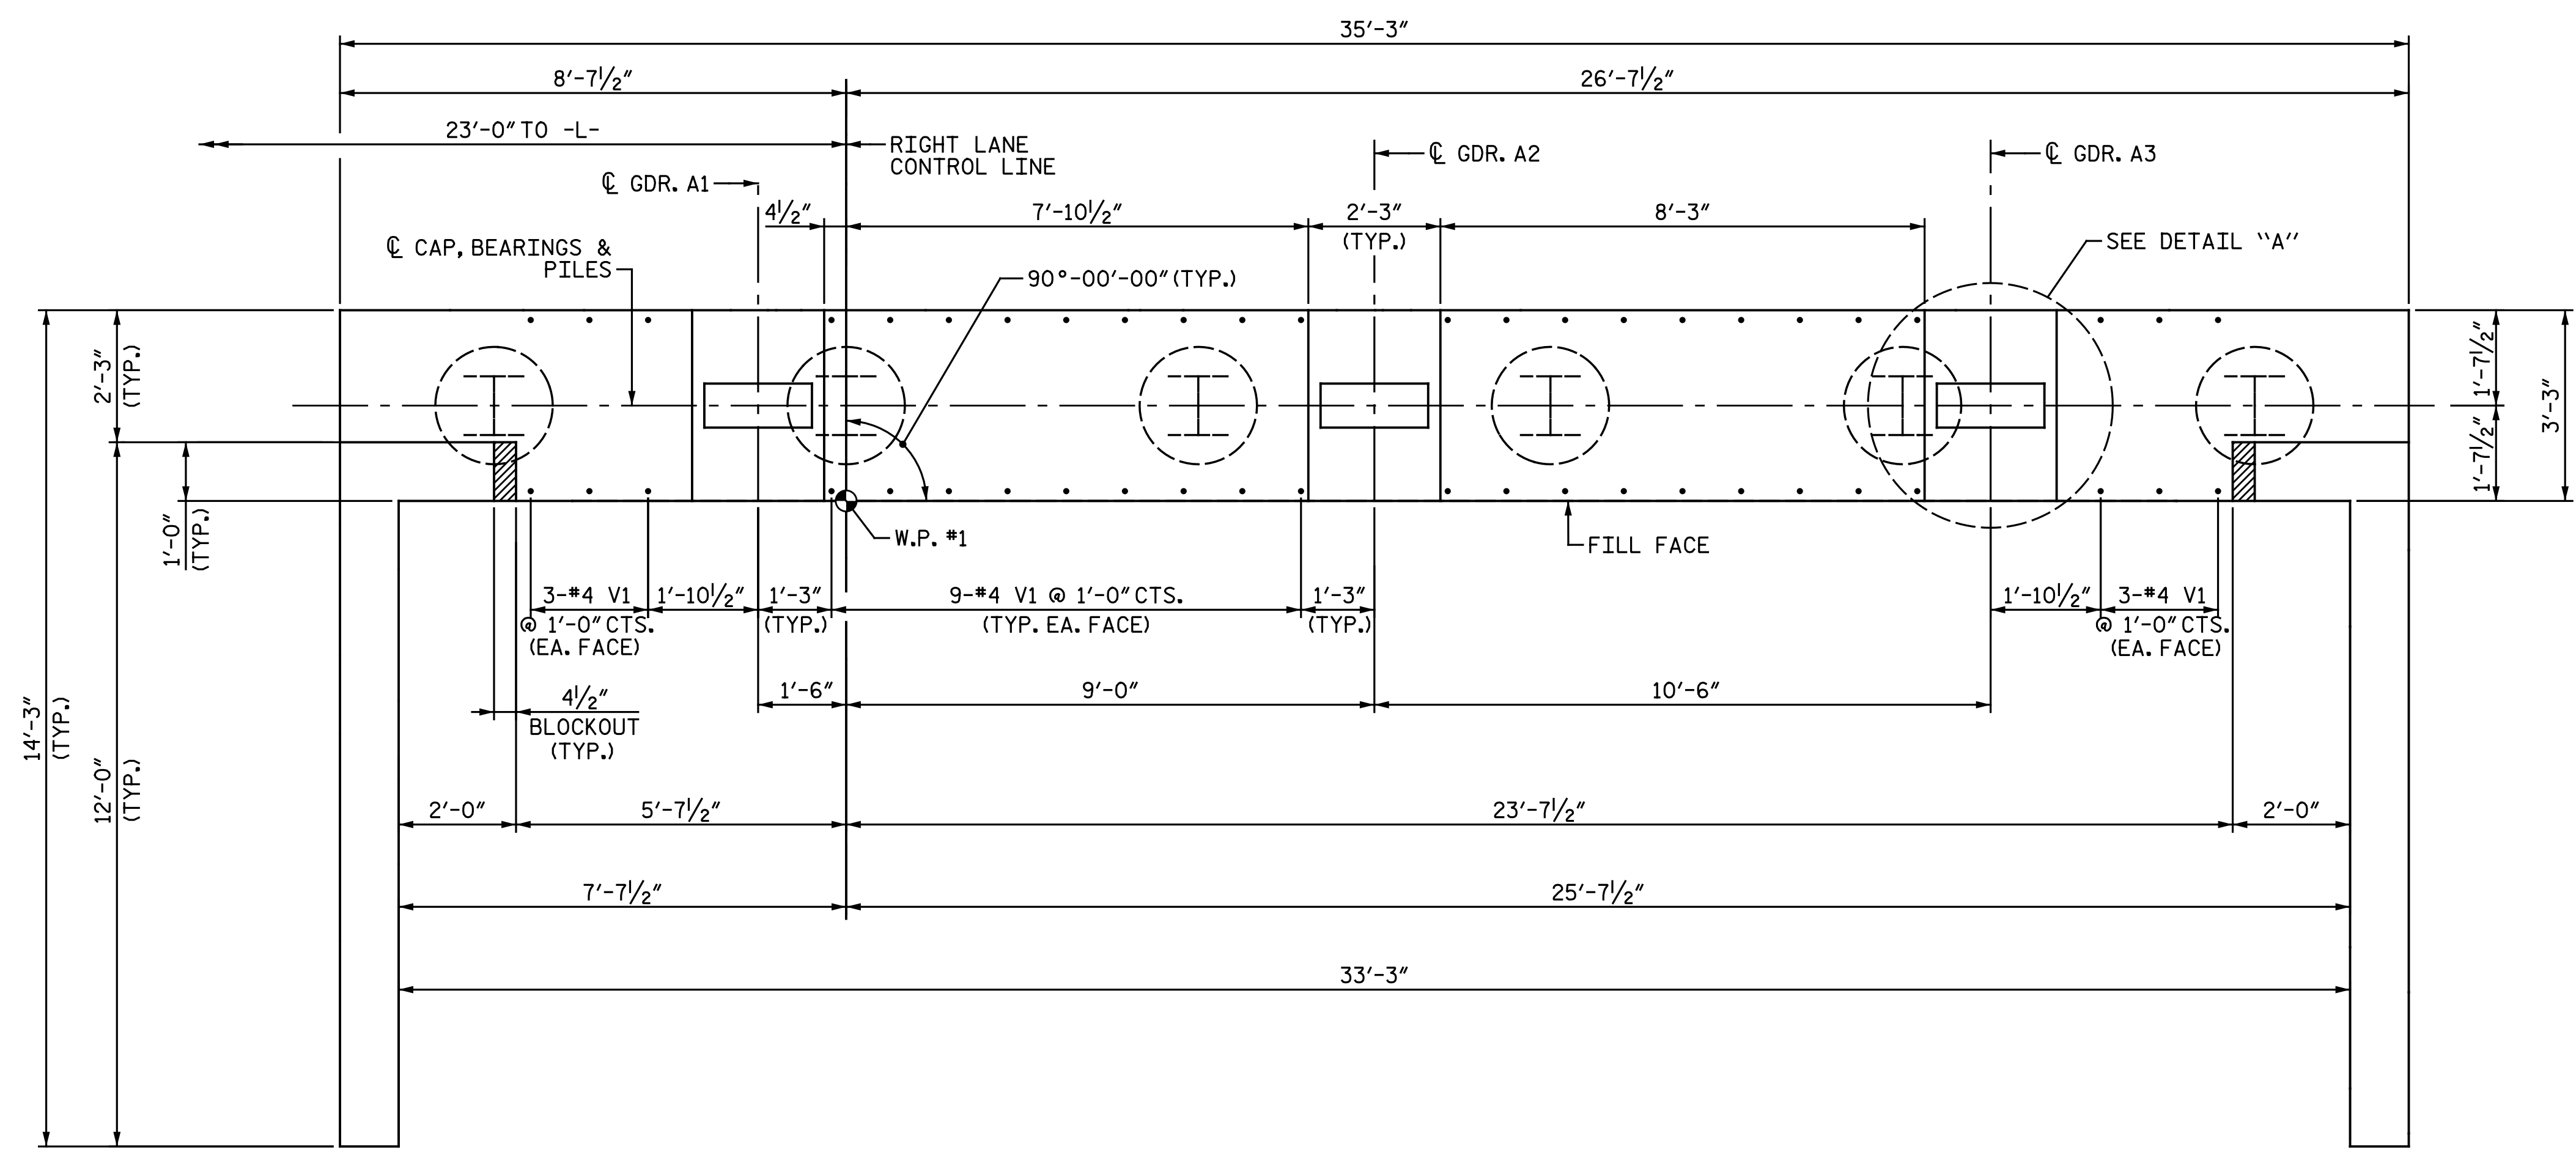 35'-3"
8'-7½"
26'-7½"
23'-0" TO -L-
RIGHT LANE
CONTROL LINE
℄ GDR. A2
℄ GDR. A3
℄ GDR. A1
4½"
7'-10½"
2'-3"
(TYP.)
8'-3"
℄ CAP, BEARINGS &
PILES
SEE DETAIL "A"
90°-00'-00" (TYP.)
2'-3"
(TYP.)
1'-7½"
1'-7½"
3'-3"
1'-0"
(TYP.)
W.P. #1
FILL FACE
3-#4 V1
@ 1'-0" CTS.
(EA. FACE)
1'-10½"
1'-3"
(TYP.)
9-#4 V1 @ 1'-0" CTS.
(TYP. EA. FACE)
1'-3"
(TYP.)
1'-10½"
3-#4 V1
@ 1'-0" CTS.
(EA. FACE)
1'-6"
9'-0"
10'-6"
4½"
BLOCKOUT
(TYP.)
14'-3"
(TYP.)
12'-0"
(TYP.)
2'-0"
5'-7½"
23'-7½"
2'-0"
7'-7½"
25'-7½"
33'-3"